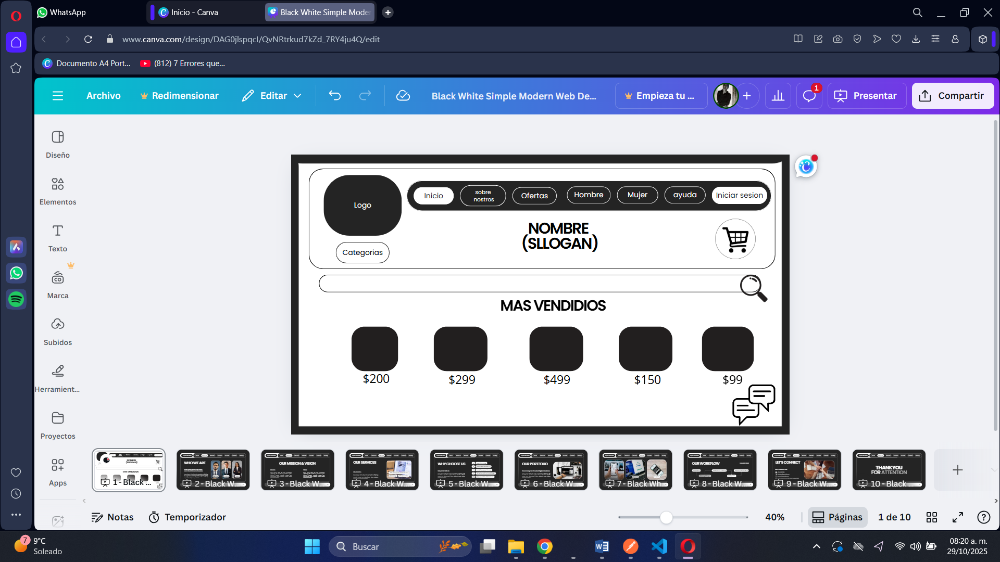 WhatsApp
Inicio - Canva
Black White Simple Moder
www.canva.com/design/DAG0jlspqcI/QvNRtrkud7kZd_7RY4ju4Q/edit
Documento A4 Port...
(812) 7 Errores que...
Archivo
Redimensionar
Editar
Black White Simple Modern Web De...
Empieza tu ...
1
Presentar
Compartir
Diseño
Elementos
Texto
Marca
Subidos
Herramient...
Proyectos
Apps
Logo
Inicio
sobre
nostros
Ofertas
Hombre
Mujer
ayuda
Iniciar sesion
NOMBRE
(SLLOGAN)
Categorias
MAS VENDIDIOS
$200
$299
$499
$150
$99
1 - Black ...
WHO WE ARE
2 - Black W...
OUR MISSION & VISION
3 - Black W...
OUR SERVICES
4 - Black W...
WHY CHOOSE US
5 - Black W...
OUR PORTFOLIO
6 - Black W...
7 - Black Wh...
OUR WORKFLOW
8 - Black W...
LET'S CONNECT
9 - Black W...
THANKYOU
FOR ATTENTION
10 - Black ...
Notas
Temporizador
40%
Páginas
1 de 10
7
9°C
Soleado
Buscar
08:20 a. m.
29/10/2025